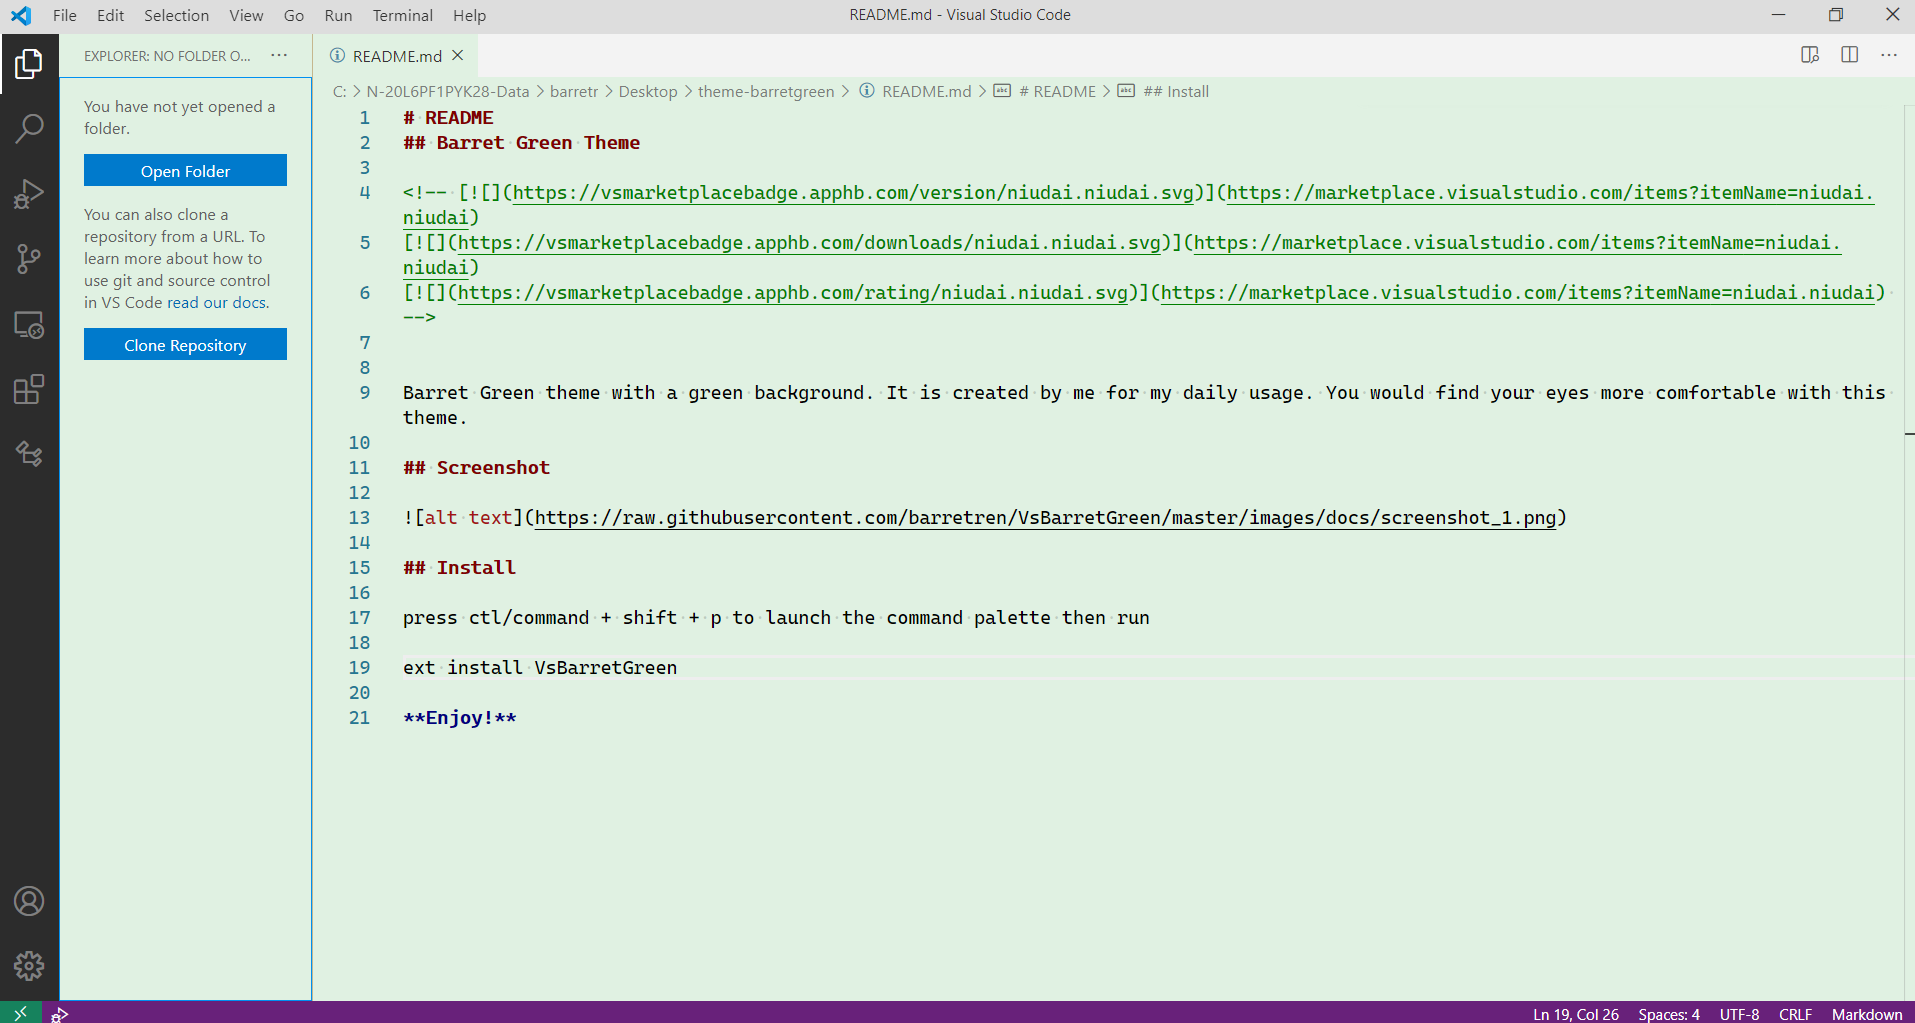 File Edit Selection View Go Run Terminal Help README.md - Visual Studio Code
EXPLORER: NO FOLDER O...
You have not yet opened a
folder.
Open Folder
You can also clone a
repository from a URL. To
learn more about how to
use git and source control
in VS Code read our docs.
Clone Repository
README.md
C: > N-20L6PF1PYK28-Data > barretr > Desktop > theme-barretgreen > README.md > # README > ## Install
1 # README
2 ## Barret Green Theme
3
4 <!-- [![](https://vsmarketplacebadge.apphb.com/version/niudai.niudai.svg)](https://marketplace.visualstudio.com/items?itemName=niudai.
niudai)
5 [![](https://vsmarketplacebadge.apphb.com/downloads/niudai.niudai.svg)](https://marketplace.visualstudio.com/items?itemName=niudai.
niudai)
6 [![](https://vsmarketplacebadge.apphb.com/rating/niudai.niudai.svg)](https://marketplace.visualstudio.com/items?itemName=niudai.niudai)
-->
7
8
9 Barret Green theme with a green background. It is created by me for my daily usage. You would find your eyes more comfortable with this
theme.
10
11 ## Screenshot
12
13 ![alt text](https://raw.githubusercontent.com/barretren/VsBarretGreen/master/images/docs/screenshot_1.png)
14
15 ## Install
16
17 press ctl/command + shift + p to launch the command palette then run
18
19 ext install VsBarretGreen
20
21 **Enjoy!**
Ln 19, Col 26 Spaces: 4 UTF-8 CRLF Markdown